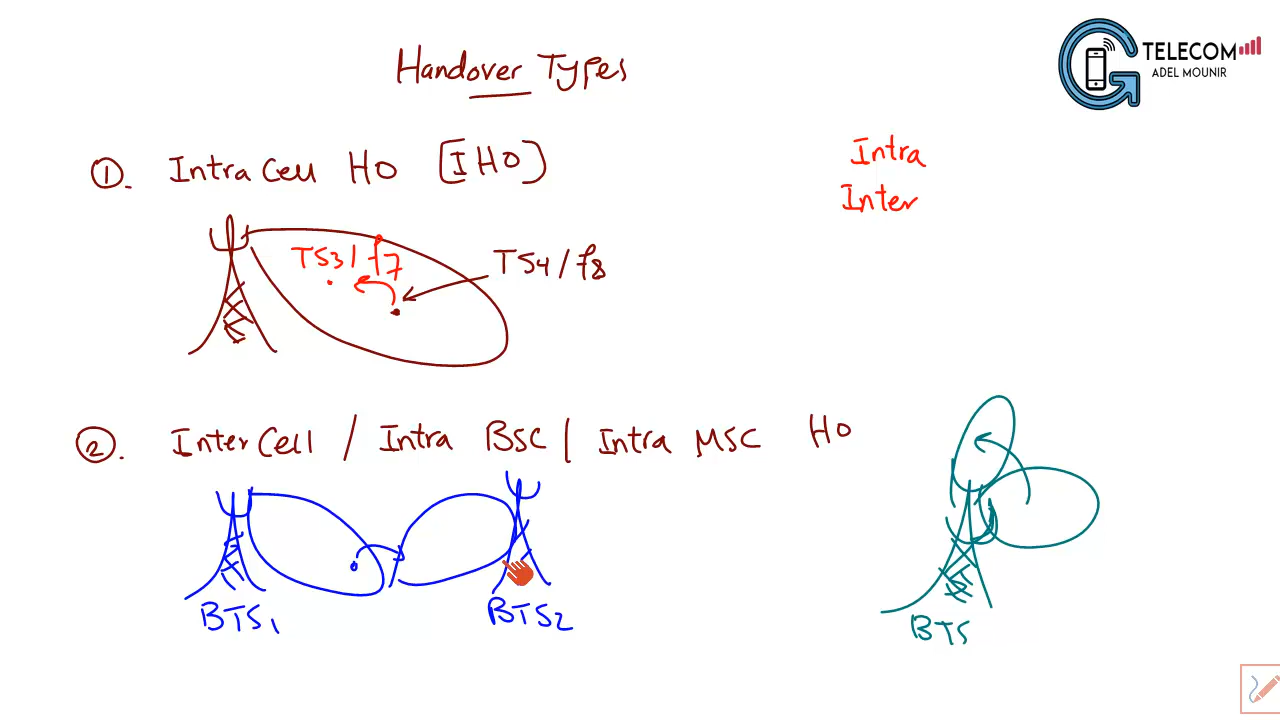 Handover Types
TELECOM
ADEL MOUNIR
①. Intra Cell HO [IHO]
Intra
Inter
TS3/f7
TS4/f8
②. Inter Cell / Intra BSC / Intra MSC HO
BTS1
BTS2
BTS